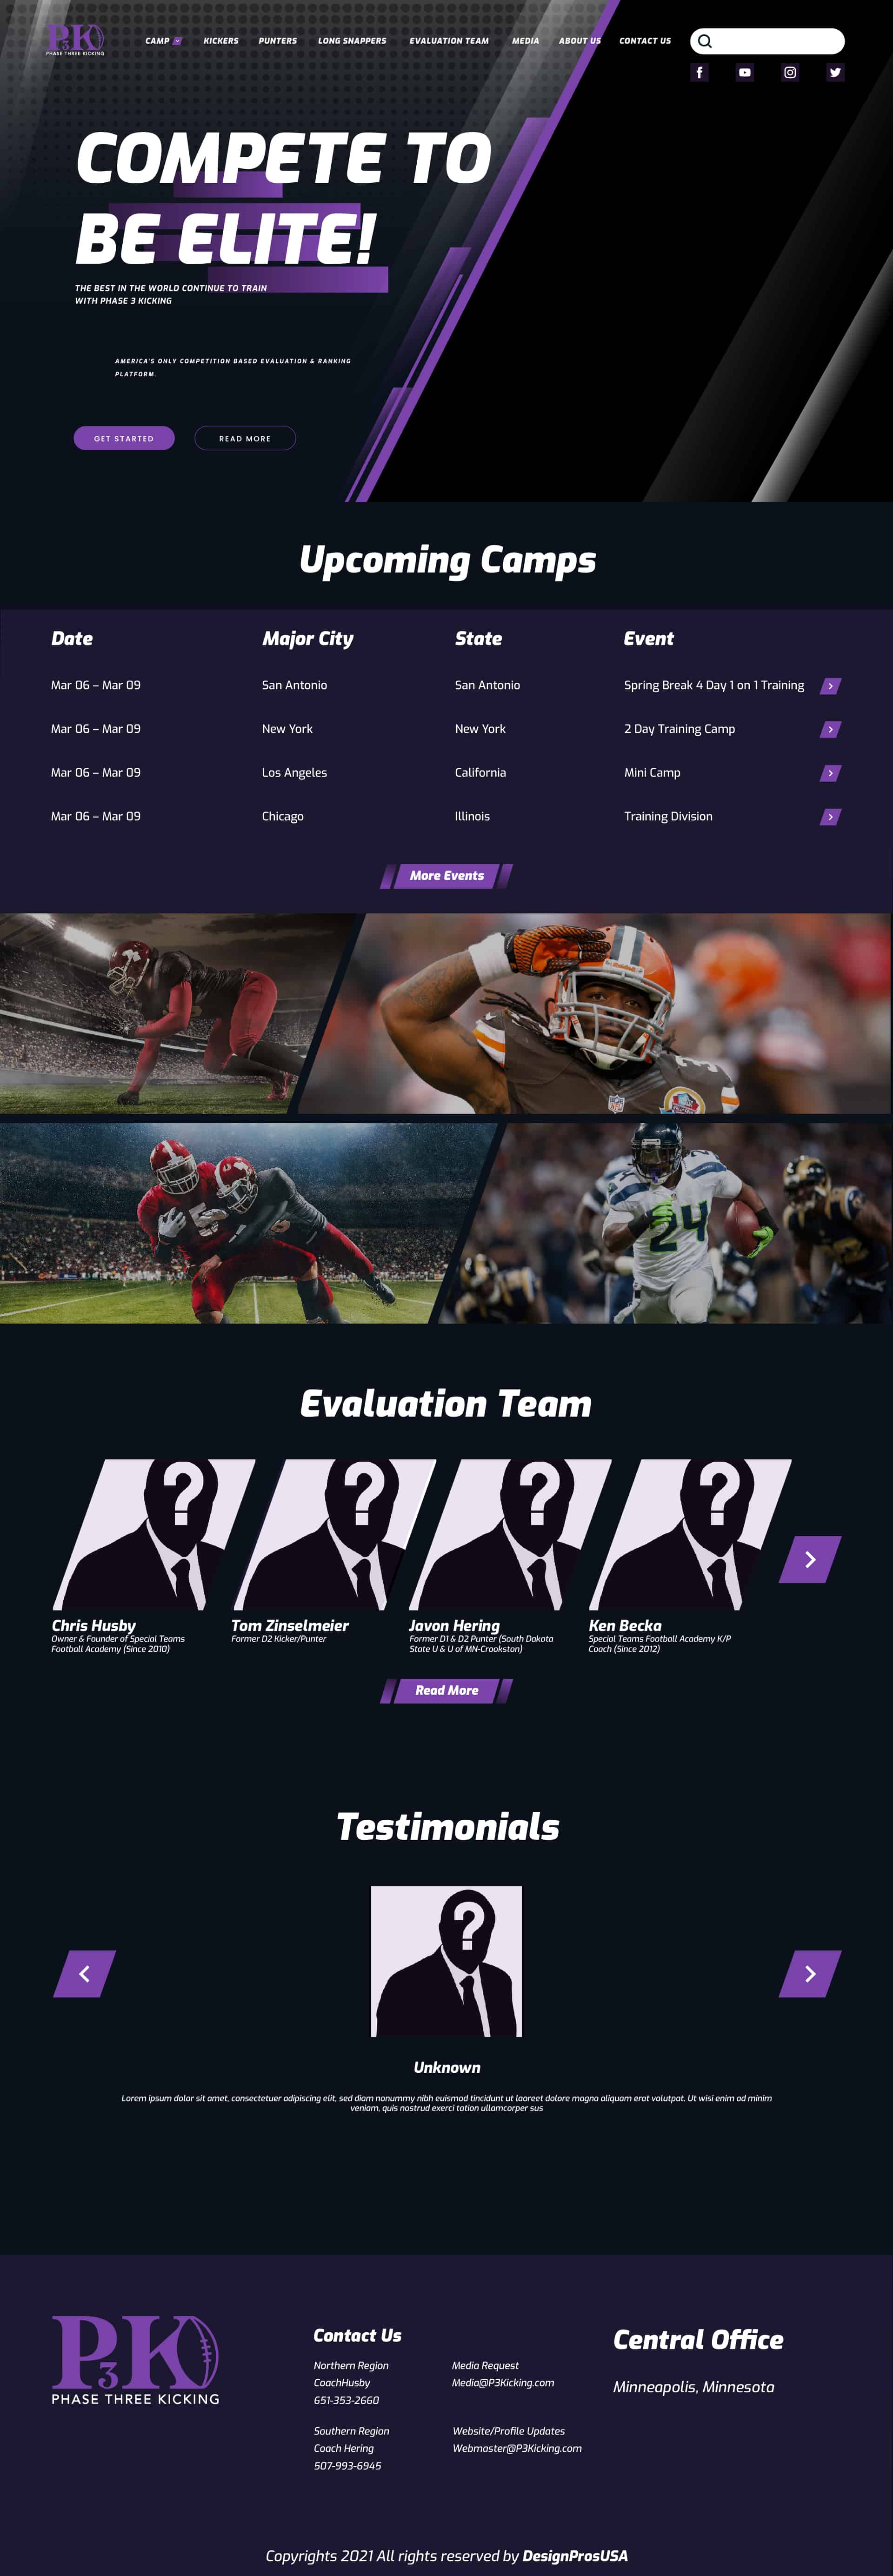 P3K
PHASE THREE KICKING
CAMP KICKERS PUNTERS LONG SNAPPERS EVALUATION TEAM MEDIA ABOUT US CONTACT US
COMPETE TO
BE ELITE!
THE BEST IN THE WORLD CONTINUE TO TRAIN
WITH PHASE 3 KICKING
AMERICA'S ONLY COMPETITION BASED EVALUATION & RANKING
PLATFORM.
GET STARTED READ MORE
Upcoming Camps
Date Major City State Event
Mar 06 – Mar 09 San Antonio San Antonio Spring Break 4 Day 1 on 1 Training
Mar 06 – Mar 09 New York New York 2 Day Training Camp
Mar 06 – Mar 09 Los Angeles California Mini Camp
Mar 06 – Mar 09 Chicago Illinois Training Division
More Events
24
Evaluation Team
Chris Husby
Owner & Founder of Special Teams
Football Academy (Since 2010)
Tom Zinselmeier
Former D2 Kicker/Punter
Javon Hering
Former D1 & D2 Punter (South Dakota
State U & U of MN-Crookston)
Ken Becka
Special Teams Football Academy K/P
Coach (Since 2012)
Read More
Testimonials
Unknown
Lorem ipsum dolor sit amet, consectetuer adipiscing elit, sed diam nonummy nibh euismod tincidunt ut laoreet dolore magna aliquam erat volutpat. Ut wisi enim ad minim
veniam, quis nostrud exerci tation ullamcorper sus
P3K
PHASE THREE KICKING
Contact Us
Northern Region
CoachHusby
651-353-2660
Southern Region
Coach Hering
507-993-6945
Media Request
Media@P3Kicking.com
Website/Profile Updates
Webmaster@P3Kicking.com
Central Office
Minneapolis, Minnesota
Copyrights 2021 All rights reserved by DesignProsUSA